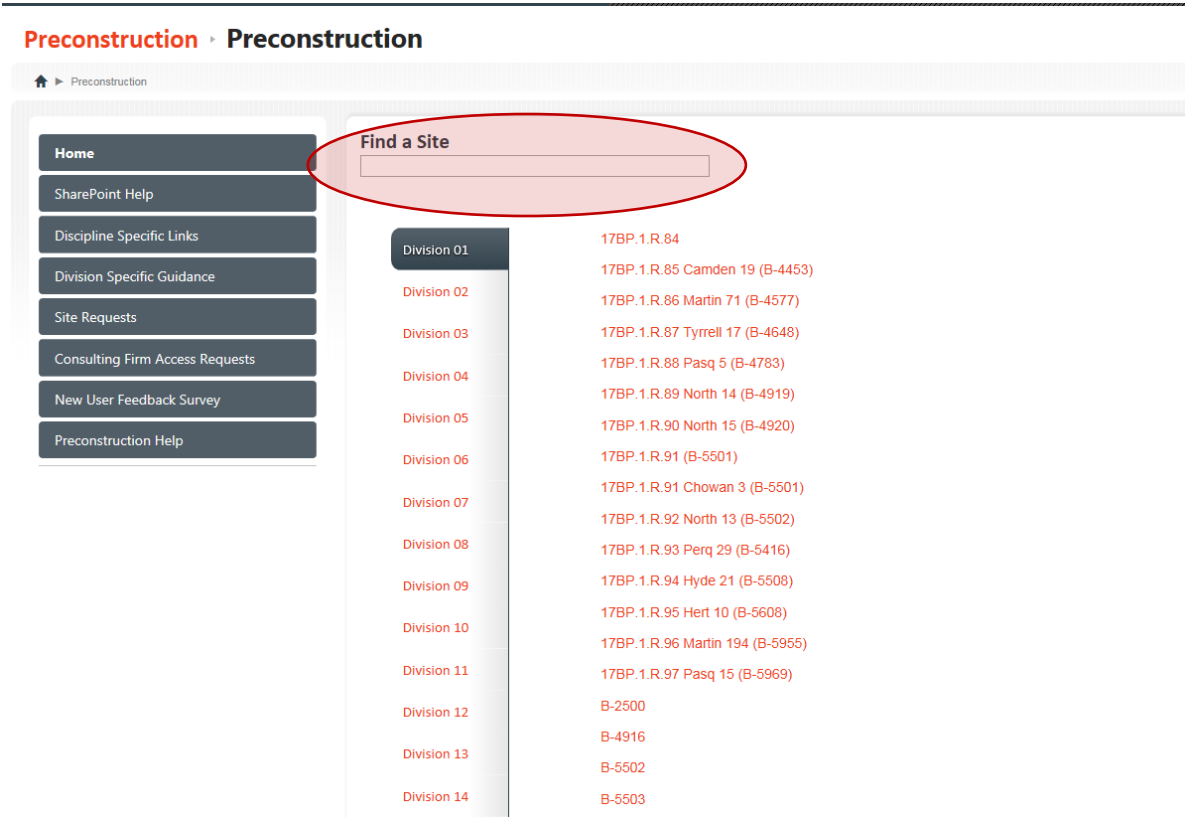 Preconstruction ▸ Preconstruction
Preconstruction
Home
SharePoint Help
Discipline Specific Links
Division Specific Guidance
Site Requests
Consulting Firm Access Requests
New User Feedback Survey
Preconstruction Help
Find a Site
Division 01
Division 02
Division 03
Division 04
Division 05
Division 06
Division 07
Division 08
Division 09
Division 10
Division 11
Division 12
Division 13
Division 14
17BP.1.R.84
17BP.1.R.85 Camden 19 (B-4453)
17BP.1.R.86 Martin 71 (B-4577)
17BP.1.R.87 Tyrrell 17 (B-4648)
17BP.1.R.88 Pasq 5 (B-4783)
17BP.1.R.89 North 14 (B-4919)
17BP.1.R.90 North 15 (B-4920)
17BP.1.R.91 (B-5501)
17BP.1.R.91 Chowan 3 (B-5501)
17BP.1.R.92 North 13 (B-5502)
17BP.1.R.93 Perq 29 (B-5416)
17BP.1.R.94 Hyde 21 (B-5508)
17BP.1.R.95 Hert 10 (B-5608)
17BP.1.R.96 Martin 194 (B-5955)
17BP.1.R.97 Pasq 15 (B-5969)
B-2500
B-4916
B-5502
B-5503